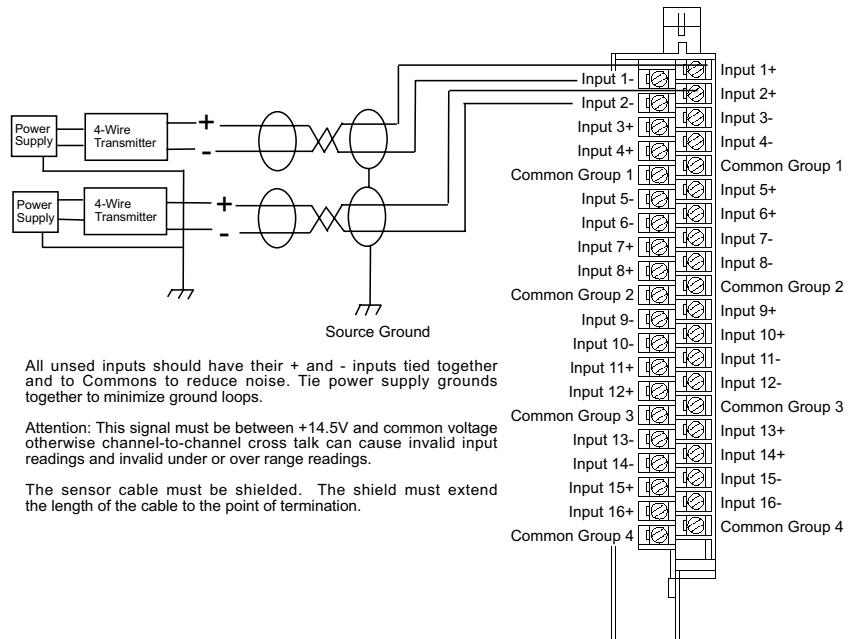 Input 1-
Input 2-
Input 3+
Input 4+
Common Group 1
Input 5-
Input 6-
Input 7+
Input 8+
Common Group 2
Input 9-
Input 10-
Input 11+
Input 12+
Common Group 3
Input 13-
Input 14-
Input 15+
Input 16+
Common Group 4
Input 1+
Input 2+
Input 3-
Input 4-
Common Group 1
Input 5+
Input 6+
Input 7-
Input 8-
Common Group 2
Input 9+
Input 10+
Input 11-
Input 12-
Common Group 3
Input 13+
Input 14+
Input 15-
Input 16-
Common Group 4
Power
Supply
4-Wire
Transmitter
+
-
Power
Supply
4-Wire
Transmitter
+
-
Source Ground
All unsed inputs should have their + and - inputs tied together
and to Commons to reduce noise. Tie power supply grounds
together to minimize ground loops.
Attention: This signal must be between +14.5V and common voltage
otherwise channel-to-channel cross talk can cause invalid input
readings and invalid under or over range readings.
The sensor cable must be shielded. The shield must extend
the length of the cable to the point of termination.